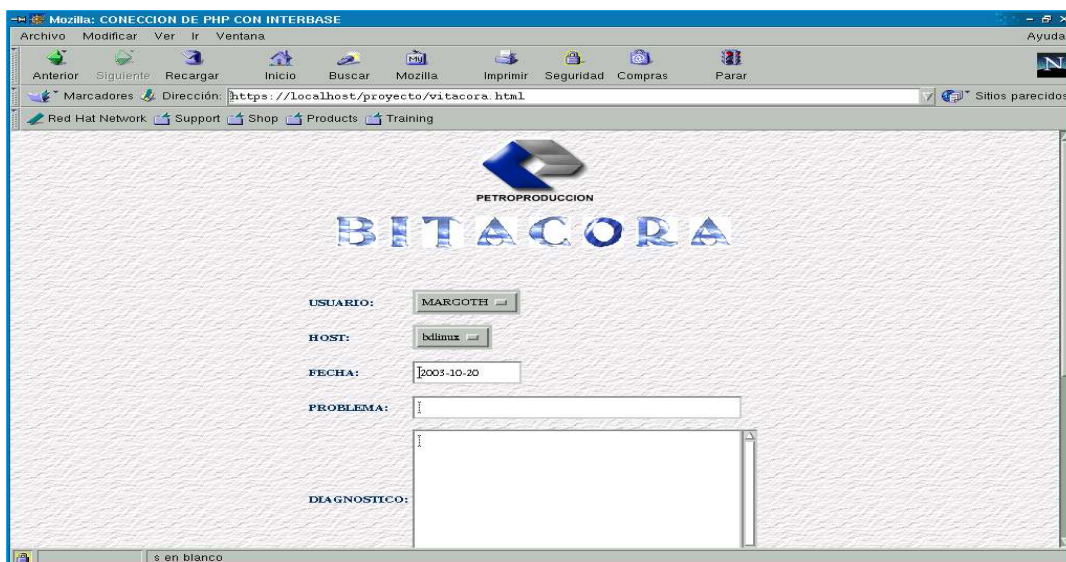 Mozilla: CONECCION DE PHP CON INTERBASE
Archivo Modificar Ver Ir Ventana Ayuda
Anterior Siguiente Recargar Inicio Buscar Mozilla Imprimir Seguridad Compras Parar
My
N
Marcadores Dirección: https://localhost/proyecto/vitacora.html Sitios parecidos
Red Hat Network Support Shop Products Training
PETROPRODUCCION
BITACORA
USUARIO: MARGOTH
HOST: bdlinux
FECHA: 2003-10-20
PROBLEMA:
DIAGNOSTICO:
s en blanco